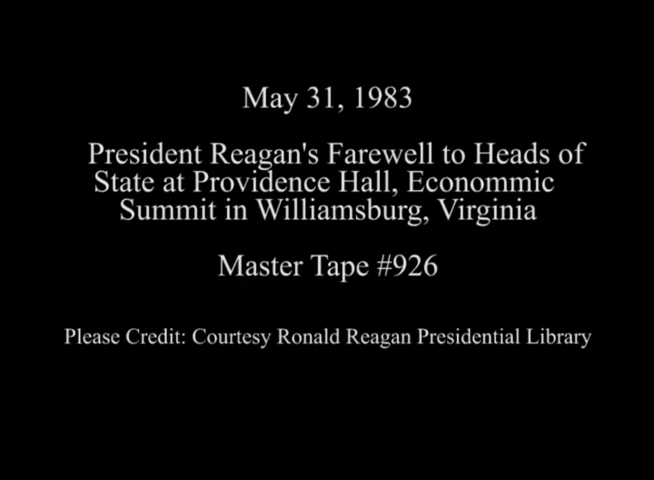 May 31, 1983
President Reagan's Farewell to Heads of
State at Providence Hall, Econommic
Summit in Williamsburg, Virginia
Master Tape #926
Please Credit: Courtesy Ronald Reagan Presidential Library